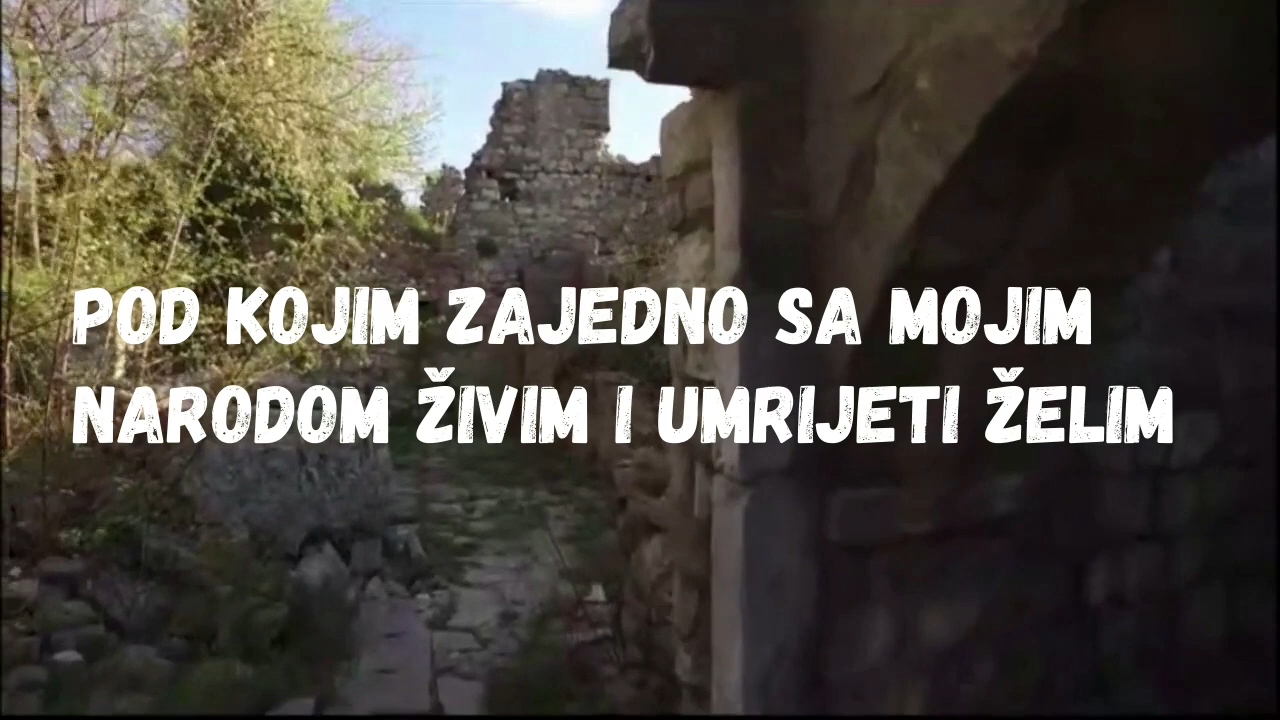 POD KOJIM ZAJEDNO SA MOJIM
NARODOM ŽIVIM I UMRIJETI ŽELIM